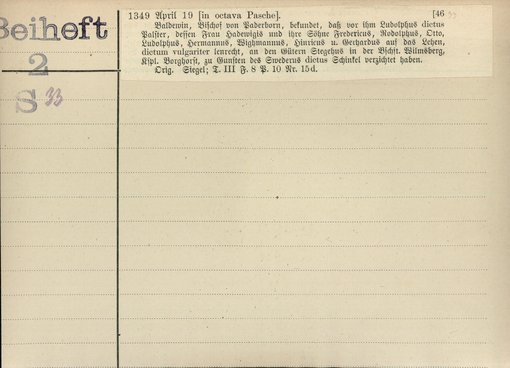 Beiheft
2
S 33
1349 April 19 [in octava Pasche]. [46 33
Baldewin, Bischof von Paderborn, bekundet, daß vor ihm Ludolphus dictus
Palster, dessen Frau Hadewigis und ihre Söhne Fredericus, Rodolphus, Otto,
Ludolphus, Hermannus, Wighmannus, Hinricus u. Gerhardus auf das Lehen,
dictum vulgariter lenrecht, an den Gütern Stegehus in der Bschft. Wilmsberg,
Kspl. Borghorst, zu Gunsten des Swederus dictus Schinkel verzichtet haben.
Orig. Siegel; T. III F. 8 P. 10 Nr. 15d.